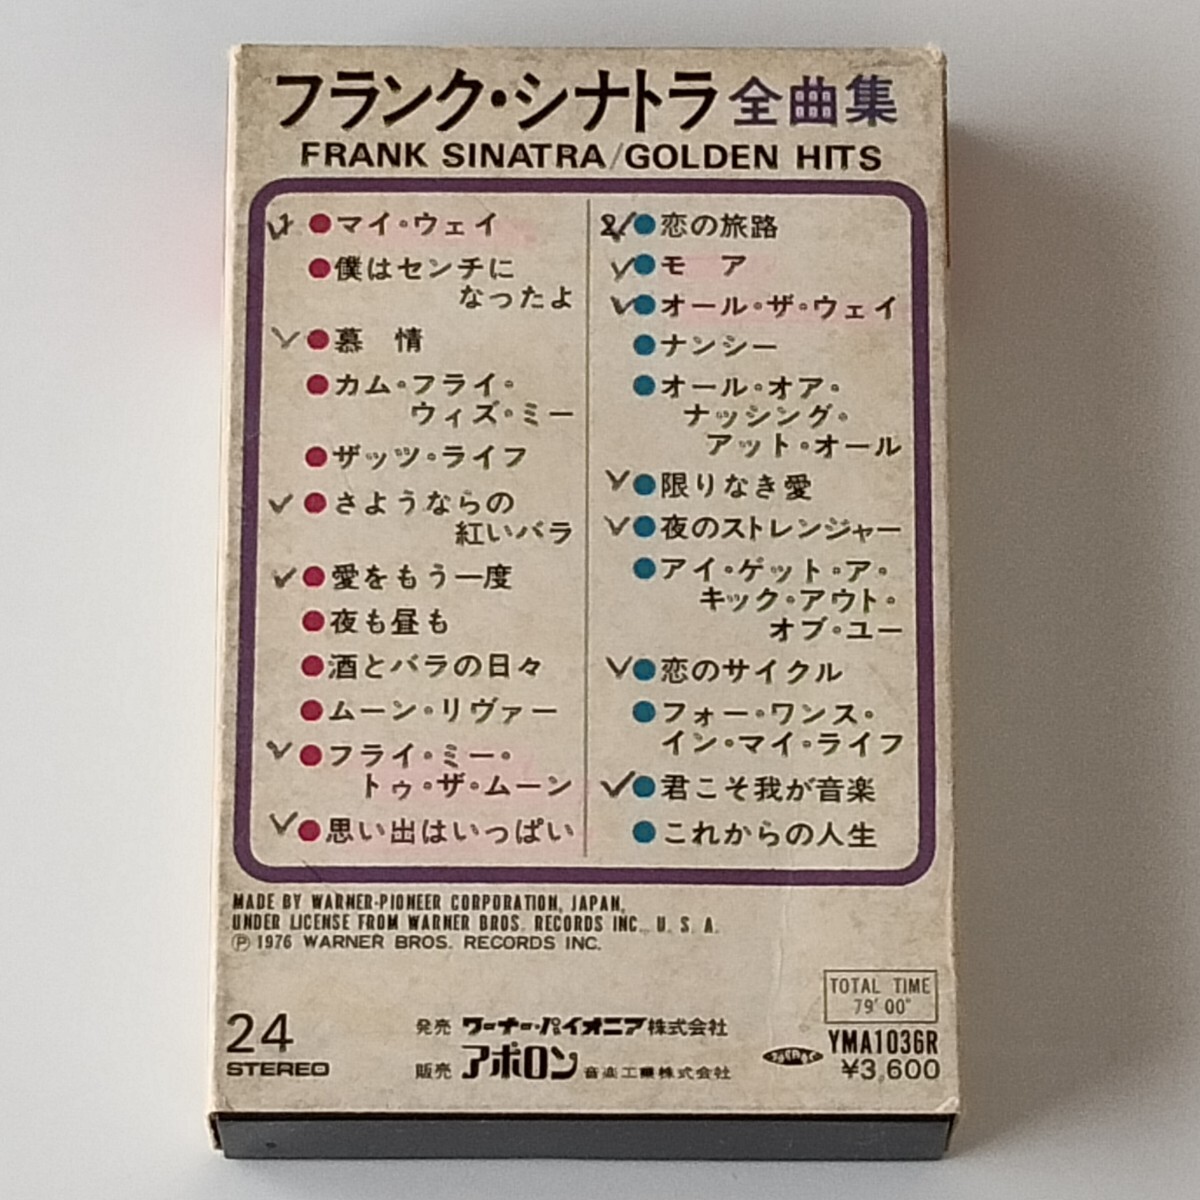 フランク・シナトラ 全曲集
FRANK SINATRA/GOLDEN HITS
1 ●マイ・ウェイ
●僕はセンチに
なったよ
●慕 情
●カム・フライ・
ウィズ・ミー
●ザッツ・ライフ
●さようならの
紅いバラ
●愛をもう一度
●夜も昼も
●酒とバラの日々
●ムーン・リヴァー
●フライ・ミー・
トゥ・ザ・ムーン
●思い出はいっぱい
2 ●恋の旅路
●モ ア
●オール・ザ・ウェイ
●ナンシー
●オール・オア・
ナッシング・
アット・オール
●限りなき愛
●夜のストレンジャー
●アイ・ゲット・ア・
キック・アウト・
オブ・ユー
●恋のサイクル
●フォー・ワンス・
イン・マイ・ライフ
●君こそ我が音楽
●これからの人生
MADE BY WARNER-PIONEER CORPORATION, JAPAN,
UNDER LICENSE FROM WARNER BROS. RECORDS INC., U. S. A.
Ⓟ 1976 WARNER BROS. RECORDS INC.
TOTAL TIME
79′00″
24
STEREO
発売 ワーナー・パイオニア株式会社
販売 アポロン 音楽工業株式会社
YMA1036R
¥3,600